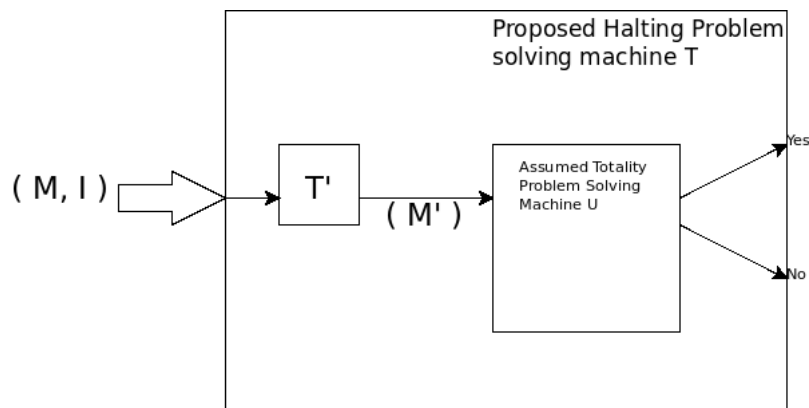 Proposed Halting Problem
solving machine T
( M, I )
T'
( M' )
Assumed Totality
Problem Solving
Machine U
Yes
No